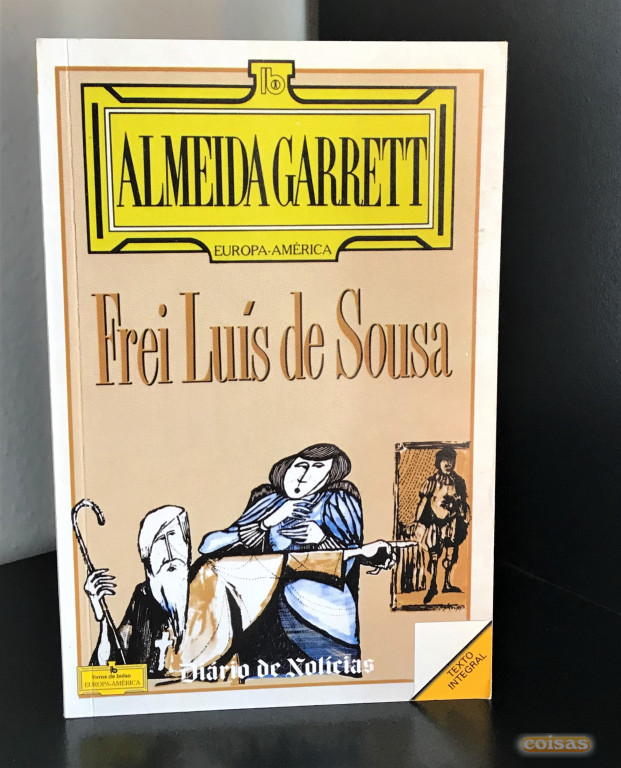 lb
ALMEIDA GARRETT
EUROPA-AMÉRICA
Frei Luís de Sousa
Diário de Notícias
lb
livros de bolso
EUROPA-AMÉRICA
TEXTO
INTEGRAL
coisas